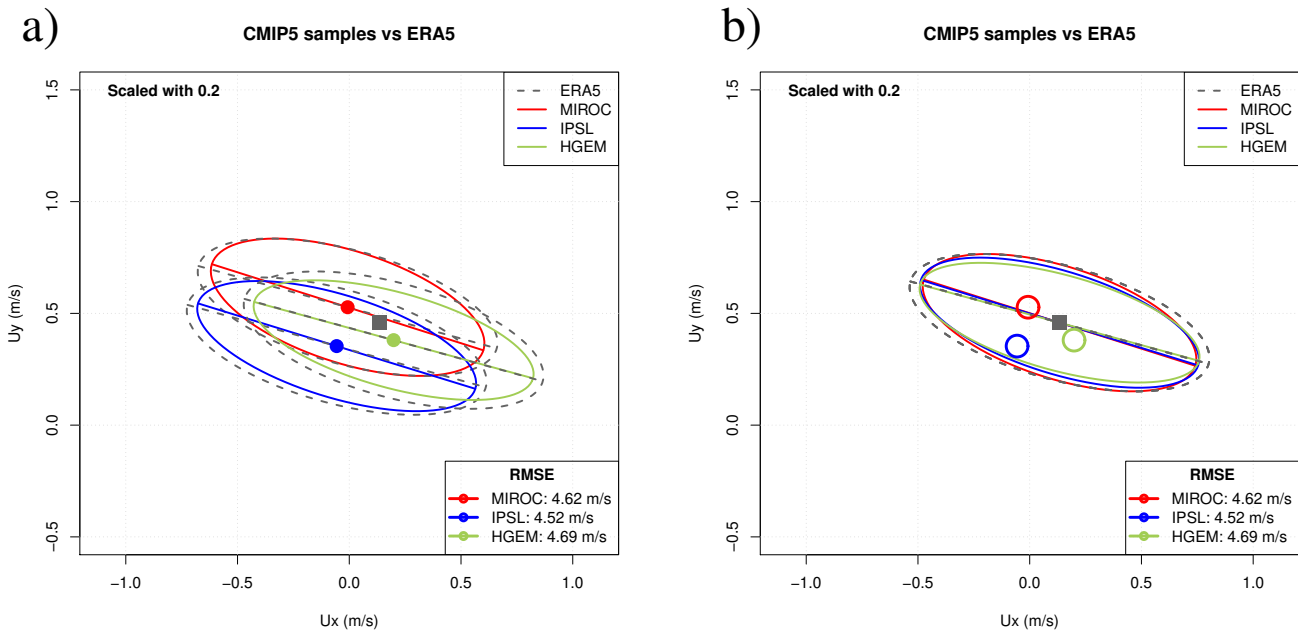 a)
CMIP5 samples vs ERA5
Scaled with 0.2
ERA5
MIROC
IPSL
HGEM
1.5
1.0
0.5
0.0
−0.5
Uy (m/s)
RMSE
MIROC: 4.62 m/s
IPSL: 4.52 m/s
HGEM: 4.69 m/s
−1.0
−0.5
0.0
0.5
1.0
Ux (m/s)
b)
CMIP5 samples vs ERA5
Scaled with 0.2
ERA5
MIROC
IPSL
HGEM
1.5
1.0
0.5
0.0
−0.5
Uy (m/s)
RMSE
MIROC: 4.62 m/s
IPSL: 4.52 m/s
HGEM: 4.69 m/s
−1.0
−0.5
0.0
0.5
1.0
Ux (m/s)